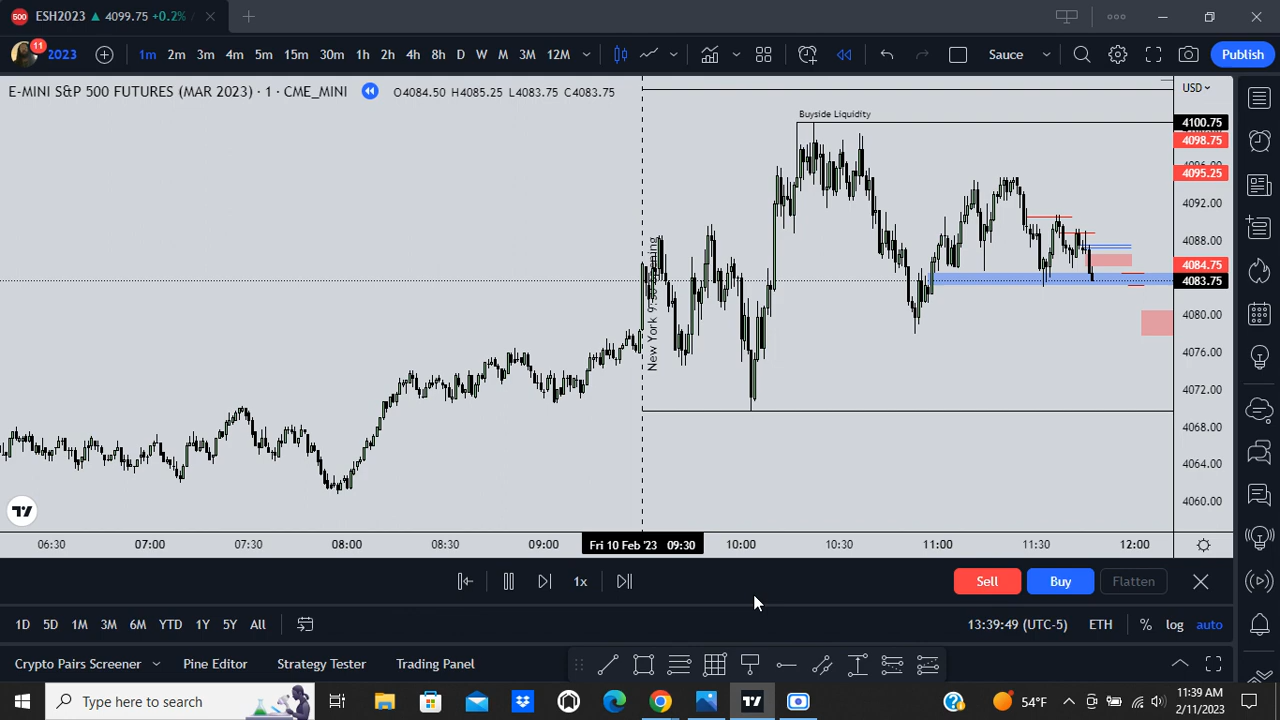 500 ESH2023 ▲ 4099.75 +0.2%
11 2023 1m 2m 3m 4m 5m 15m 30m 1h 2h 4h 8h D W M 3M 12M Sauce Publish
E-MINI S&P 500 FUTURES (MAR 2023) · 1 · CME_MINI O4084.50 H4085.25 L4083.75 C4083.75 USD
Buyside Liquidity
4100.75
4098.75
4095.25
4092.00
4088.00
4084.75
4083.75
4080.00
4076.00
4072.00
4068.00
4064.00
4060.00
06:30 07:00 07:30 08:00 08:30 09:00 Fri 10 Feb '23 09:30 10:00 10:30 11:00 11:30 12:00
1x Sell Buy Flatten
1D 5D 1M 3M 6M YTD 1Y 5Y All 13:39:49 (UTC-5) ETH % log auto
Crypto Pairs Screener Pine Editor Strategy Tester Trading Panel
Type here to search 54°F 11:39 AM
2/11/2023